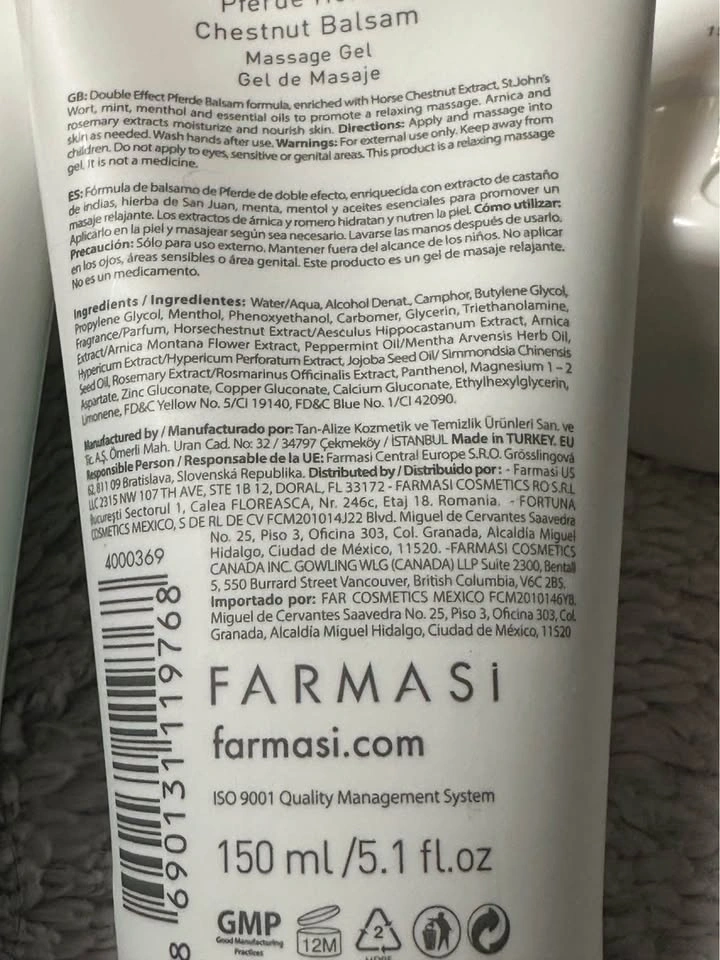 Chestnut Balsam
Massage Gel
Gel de Masaje
GB: Double Effect Pferde Balsam formula, enriched with Horse Chestnut Extract, St.John's
Wort, mint, menthol and essential oils to promote a relaxing massage. Arnica and
rosemary extracts moisturize and nourish skin. Directions: Apply and massage into
skin as needed. Wash hands after use. Warnings: For external use only. Keep away from
children. Do not apply to eyes, sensitive or genital areas. This product is a relaxing massage
gel. It is not a medicine.
ES: Fórmula de balsamo de Pferde de doble efecto, enriquecida con extracto de castaño
de indias, hierba de San Juan, menta, mentol y aceites esenciales para promover un
masaje relajante. Los extractos de árnica y romero hidratan y nutren la piel. Cómo utilizar:
Aplicarlo en la piel y masajear según sea necesario. Lavarse las manos después de usarlo.
Precaución: Sólo para uso externo. Mantener fuera del alcance de los niños. No aplicar
en los ojos, áreas sensibles o área genital. Este producto es un gel de masaje relajante.
No es un medicamento.
Ingredients / Ingredientes: Water/Aqua, Alcohol Denat., Camphor, Butylene Glycol,
Propylene Glycol, Menthol, Phenoxyethanol, Carbomer, Glycerin, Triethanolamine,
Fragrance/Parfum, Horsechestnut Extract/Aesculus Hippocastanum Extract, Arnica
Extract/Arnica Montana Flower Extract, Peppermint Oil/Mentha Arvensis Herb Oil,
Hypericum Extract/Hypericum Perforatum Extract, Jojoba Seed Oil/ Simmondsia Chinensis
Seed Oil, Rosemary Extract/Rosmarinus Officinalis Extract, Panthenol, Magnesium 1-2
Aspartate, Zinc Gluconate, Copper Gluconate, Calcium Gluconate, Ethylhexylglycerin,
Limonene, FD&C Yellow No. 5/CI 19140, FD&C Blue No. 1/CI 42090.
Manufactured by / Manufacturado por: Tan-Alize Kozmetik ve Temizlik Ürünleri San. ve
Tic. A.Ş. Ömerli Mah. Uran Cad. No: 32 / 34797 Çekmeköy / İSTANBUL Made in TURKEY. EU
Responsible Person / Responsable de la UE: Farmasi Central Europe S.R.O. Grösslingová
62, 811 09 Bratislava, Slovenská Republika. Distributed by / Distribuido por: - Farmasi US
LLC 2315 NW 107 TH AVE, STE 1B 12, DORAL, FL 33172 - FARMASI COSMETICS RO S.R.L
Bucureşti Sectorul 1, Calea FLOREASCA, Nr. 246c, Etaj 18. Romania. - FORTUNA
COSMETICS MEXICO, S DE RL DE CV FCM201014J22 Blvd. Miguel de Cervantes Saavedra
No. 25, Piso 3, Oficina 303, Col. Granada, Alcaldía Miguel
Hidalgo, Ciudad de México, 11520. -FARMASI COSMETICS
CANADA INC. GOWLING WLG (CANADA) LLP Suite 2300, Bentall
5, 550 Burrard Street Vancouver, British Columbia, V6C 2B5.
Importado por: FAR COSMETICS MEXICO FCM2010146Y8.
Miguel de Cervantes Saavedra No. 25, Piso 3, Oficina 303, Col.
Granada, Alcaldía Miguel Hidalgo, Ciudad de México, 11520
4000369
8 690131 119768
FARMASi
farmasi.com
ISO 9001 Quality Management System
150 ml /5.1 fl.oz
GMP
Good Manufacturing
Practices
12M
2